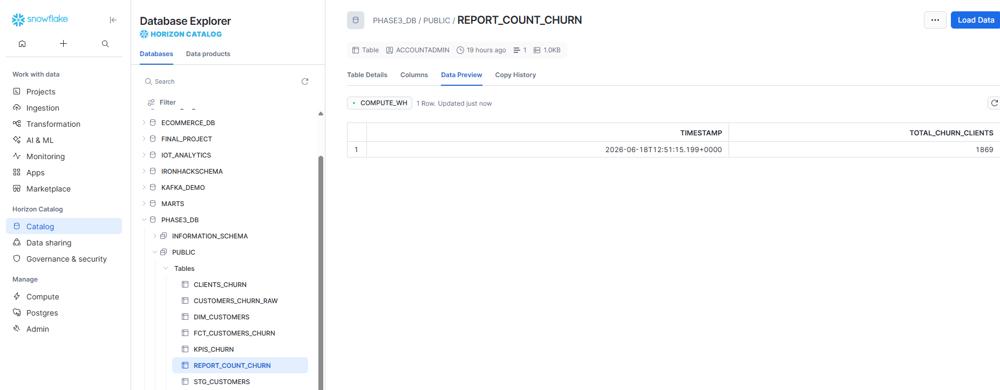 snowflake
Work with data
Projects
Ingestion
Transformation
AI & ML
Monitoring
Apps
Marketplace
Horizon Catalog
Catalog
Data sharing
Governance & security
Manage
Compute
Postgres
Admin
Database Explorer
HORIZON CATALOG
Databases Data products
Search
Filter
ECOMMERCE_DB
FINAL_PROJECT
IOT_ANALYTICS
IRONHACKSCHEMA
KAFKA_DEMO
MARTS
PHASE3_DB
INFORMATION_SCHEMA
PUBLIC
Tables
CLIENTS_CHURN
CUSTOMERS_CHURN_RAW
DIM_CUSTOMERS
FCT_CUSTOMERS_CHURN
KPIS_CHURN
REPORT_COUNT_CHURN
STG_CUSTOMERS
PHASE3_DB / PUBLIC / REPORT_COUNT_CHURN
Load Data
Table ACCOUNTADMIN 19 hours ago 1 1.0KB
Table Details Columns Data Preview Copy History
COMPUTE_WH 1 Row. Updated just now
TIMESTAMP TOTAL_CHURN_CLIENTS
1 2026-06-18T12:51:15.199+0000 1869